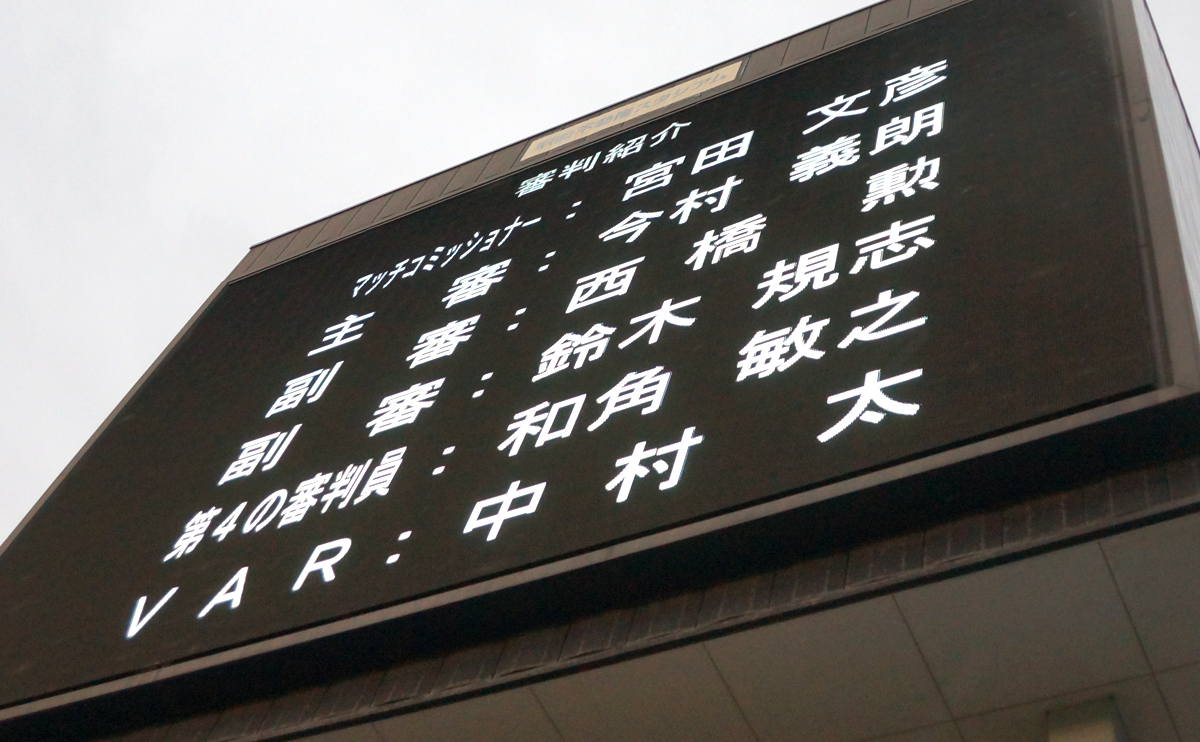 審判紹介
マッチコミッショナー：宮田 文彦
主審：今村 義朗
副審：西橋 勲
副審：鈴木 規志
第4の審判員：和角 敏之
VAR：中村 太